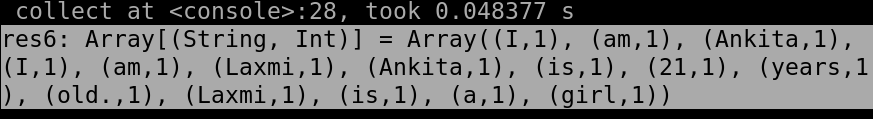 collect at <console>:28, took 0.048377 s
res6: Array[(String, Int)] = Array((I,1), (am,1), (Ankita,1),
(I,1), (am,1), (Laxmi,1), (Ankita,1), (is,1), (21,1), (years,1
), (old.,1), (Laxmi,1), (is,1), (a,1), (girl,1))